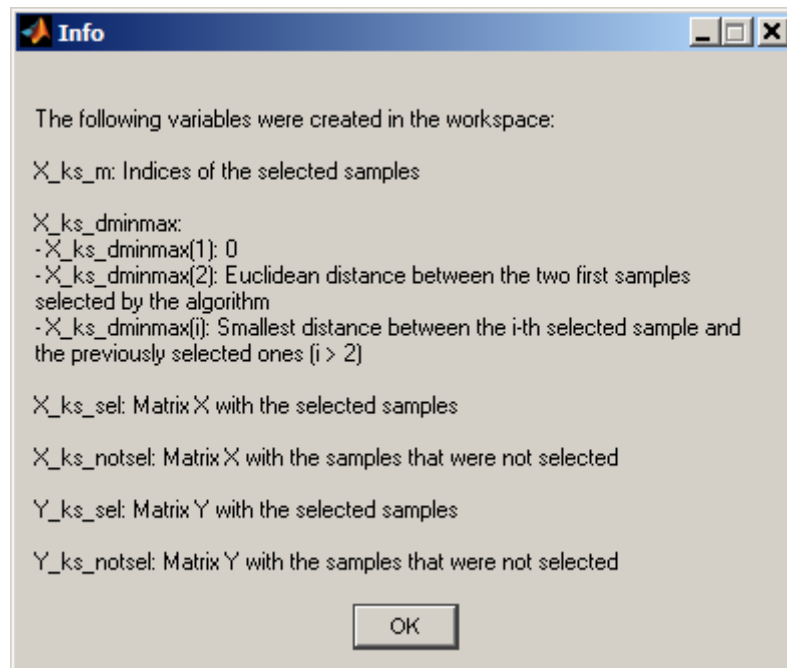 Info
The following variables were created in the workspace:
X_ks_m: Indices of the selected samples
X_ks_dminmax:
-X_ks_dminmax(1): 0
-X_ks_dminmax(2): Euclidean distance between the two first samples
selected by the algorithm
-X_ks_dminmax(i): Smallest distance between the i-th selected sample and
the previously selected ones (i > 2)
X_ks_sel: Matrix X with the selected samples
X_ks_notsel: Matrix X with the samples that were not selected
Y_ks_sel: Matrix Y with the selected samples
Y_ks_notsel: Matrix Y with the samples that were not selected
OK